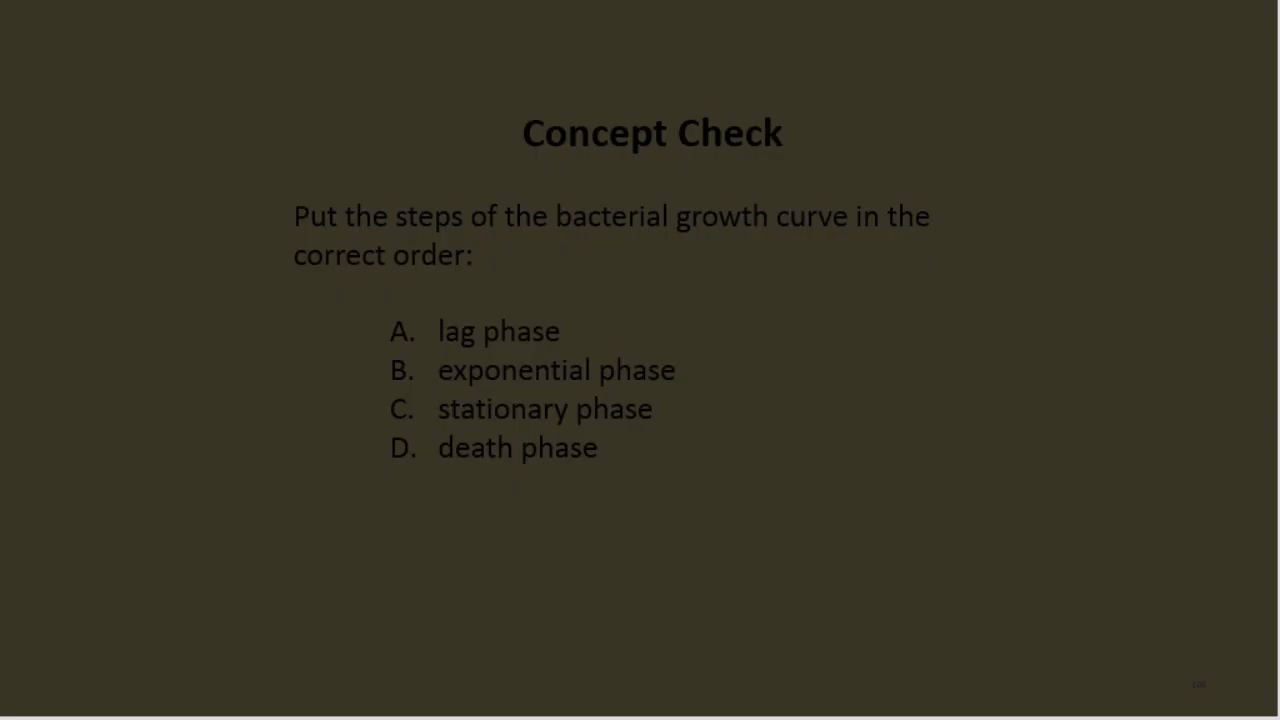 Concept Check
Put the steps of the bacterial growth curve in the
correct order:
A. lag phase
B. exponential phase
C. stationary phase
D. death phase